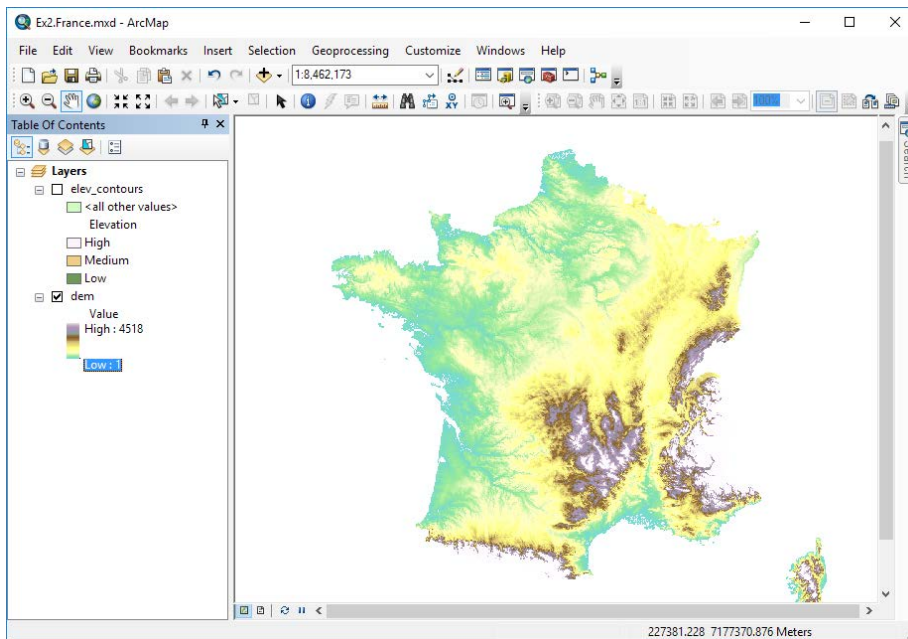 Ex2.France.mxd - ArcMap
File Edit View Bookmarks Insert Selection Geoprocessing Customize Windows Help
1:8,462,173
100%
Table Of Contents
Layers
elev_contours
<all other values>
Elevation
High
Medium
Low
dem
Value
High : 4518
Low : 1
Search
227381.228 7177370.876 Meters